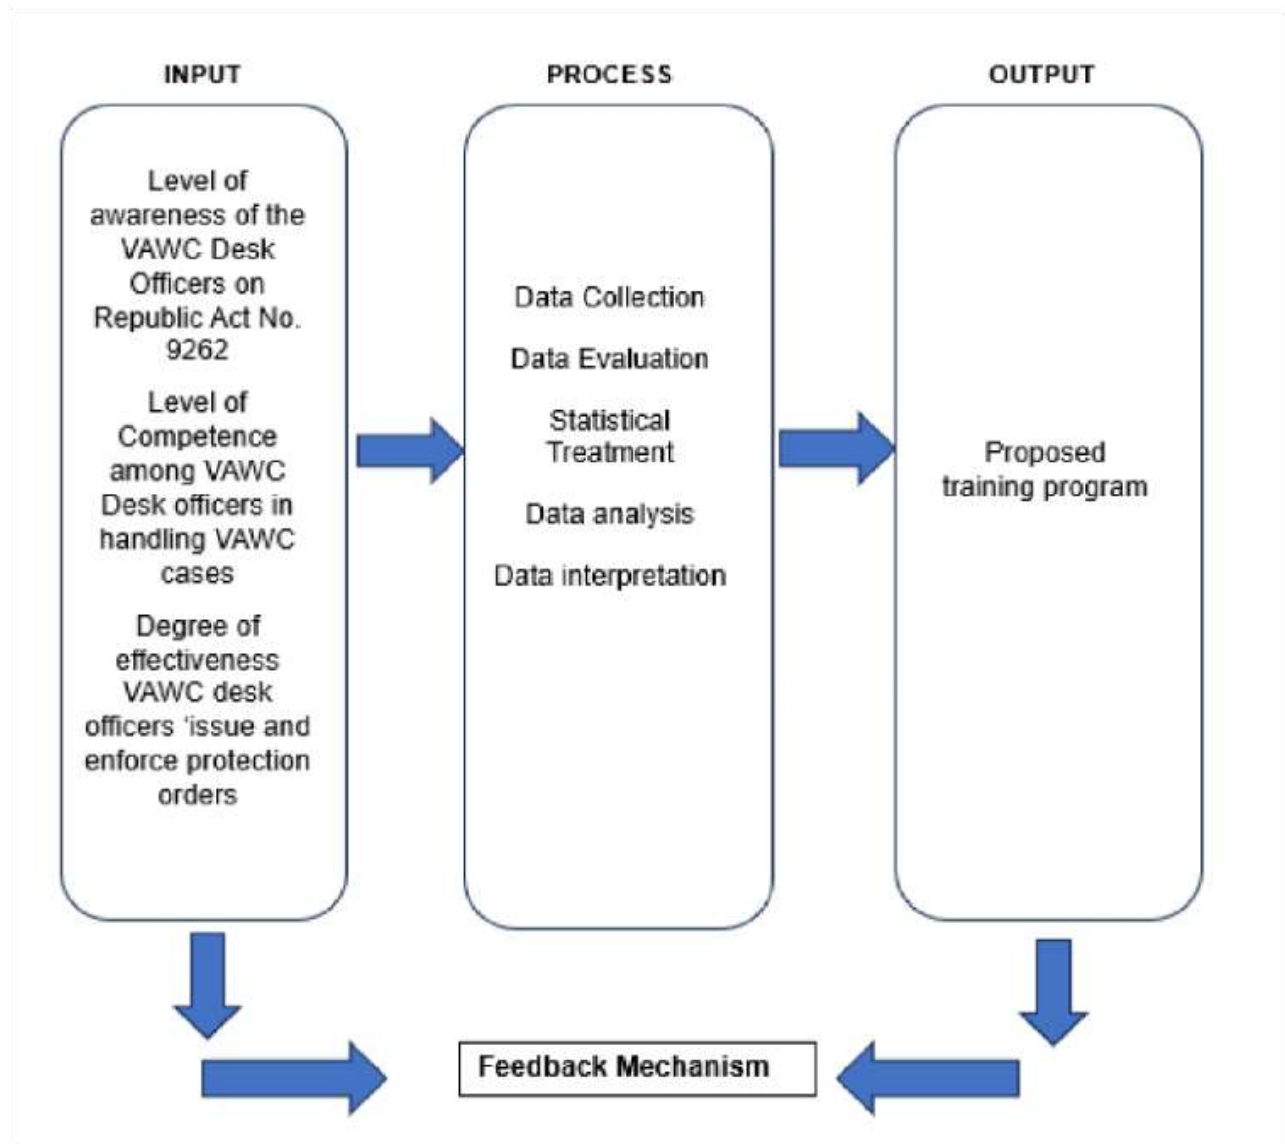 INPUT
Level of
awareness of the
VAWC Desk
Officers on
Republic Act No.
9262
Level of
Competence
among VAWC
Desk officers in
handling VAWC
cases
Degree of
effectiveness
VAWC desk
officers ‘issue and
enforce protection
orders
PROCESS
Data Collection
Data Evaluation
Statistical
Treatment
Data analysis
Data interpretation
OUTPUT
Proposed
training program
Feedback Mechanism